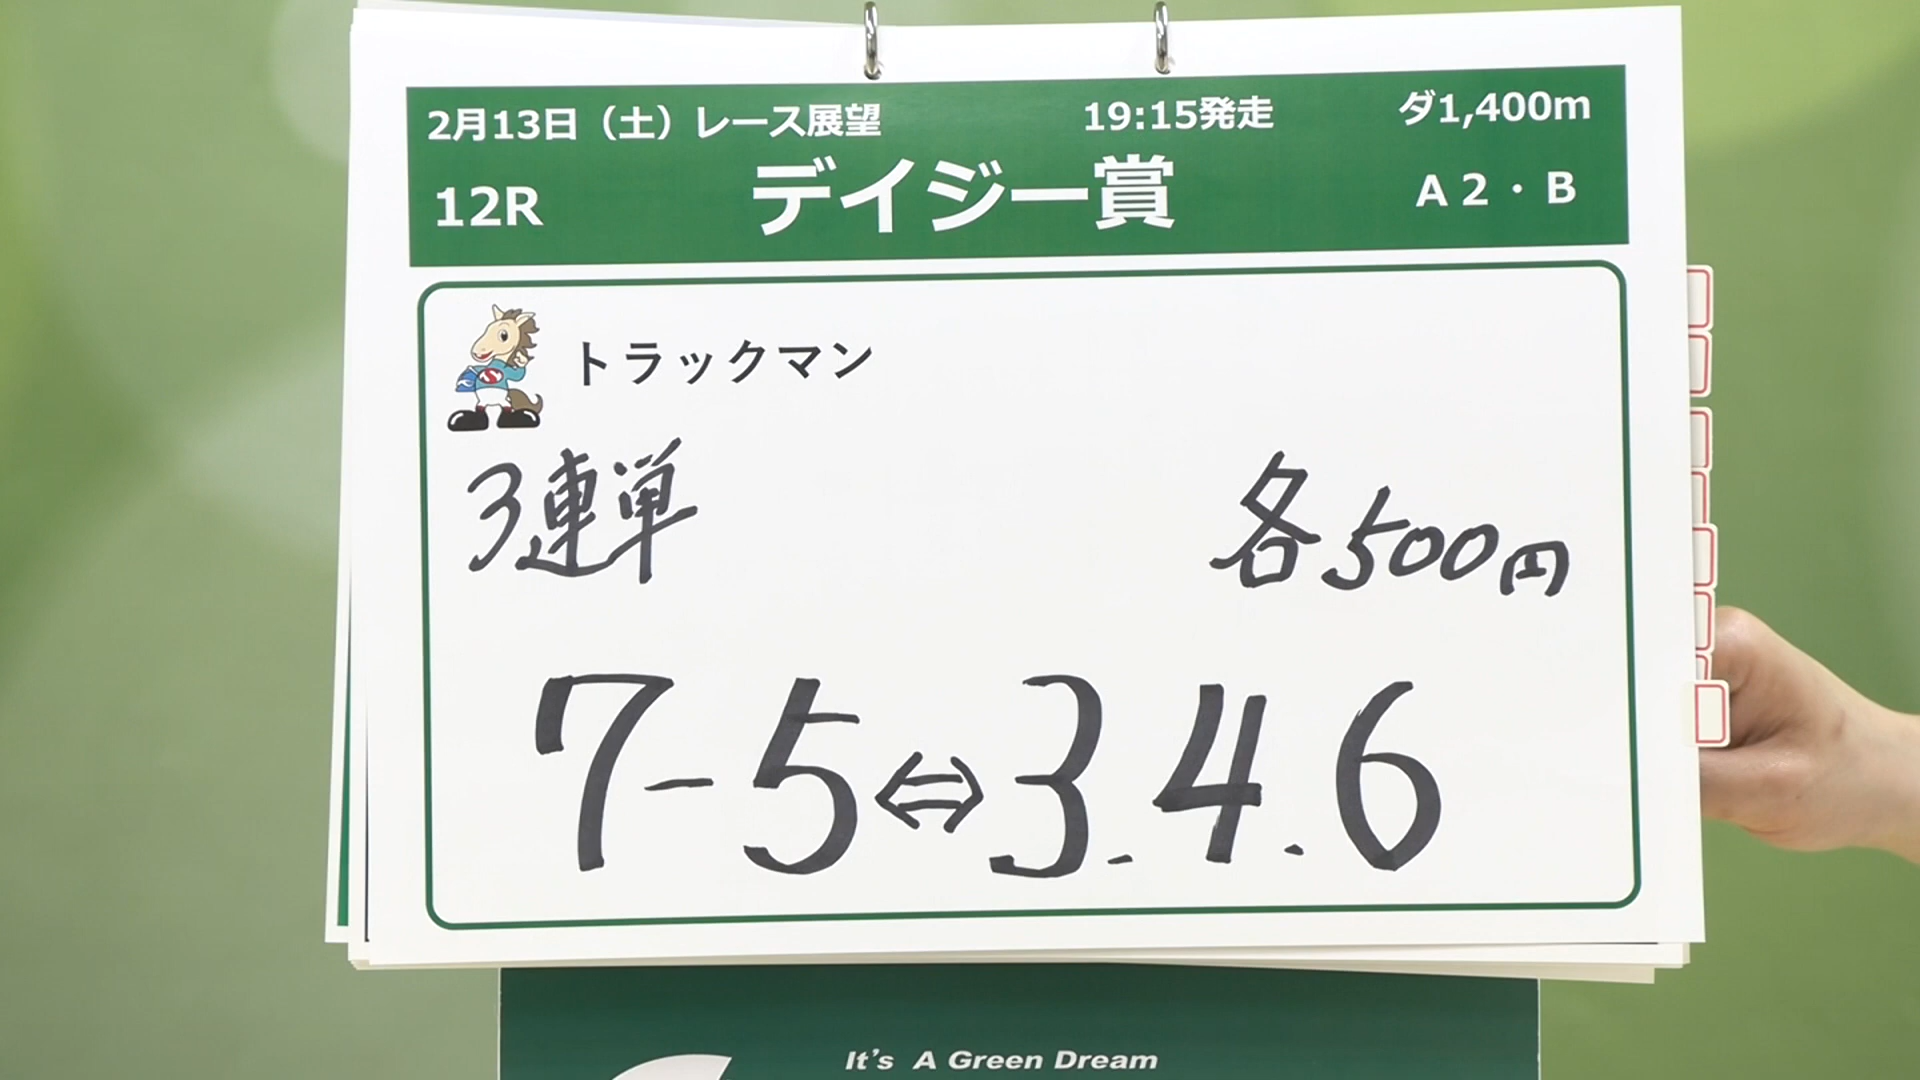 2月13日（土）レース展望 19:15発走 ダ1,400m
12R デイジー賞 A2・B
トラックマン
3連単 各500円
7-5⇔3.4.6
It's A Green Dream